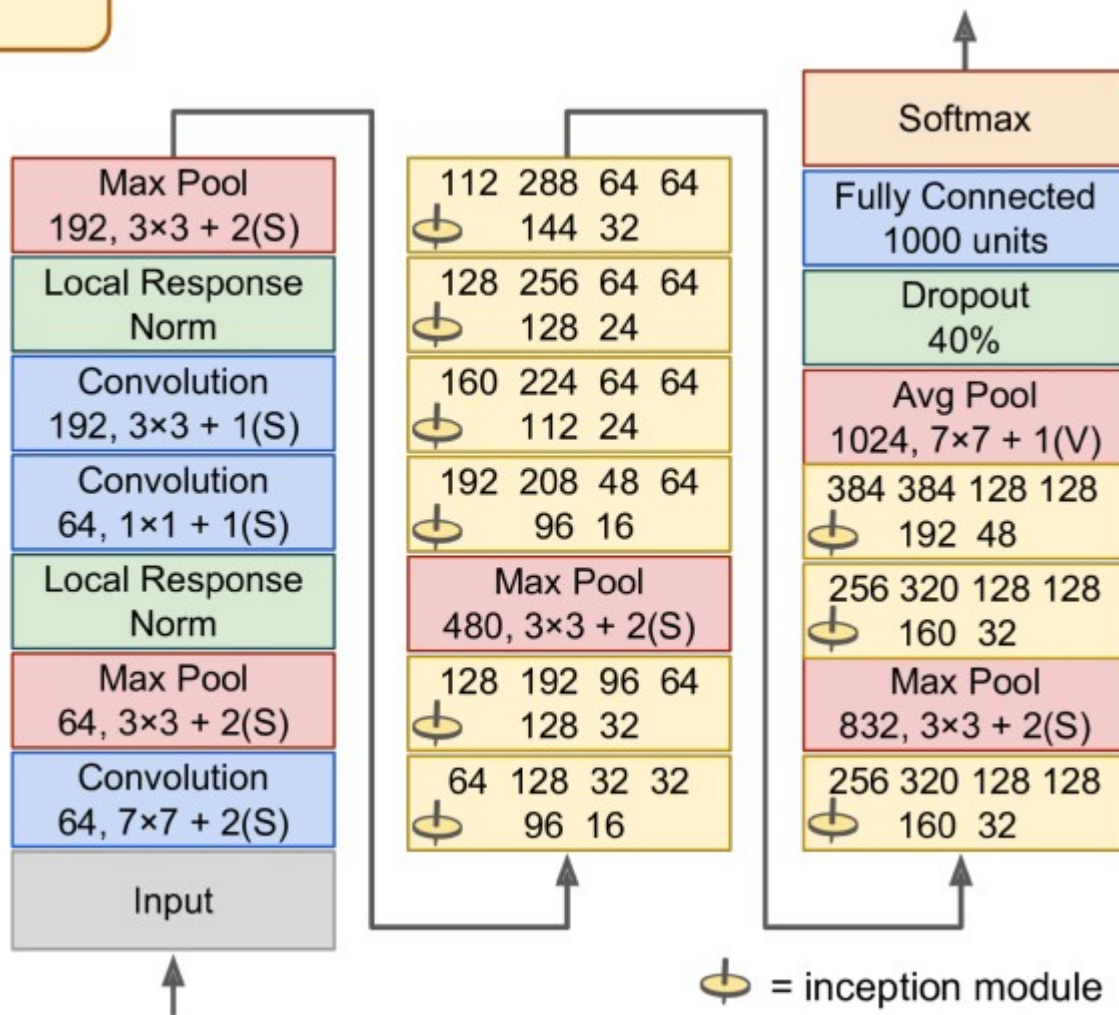 Max Pool
192, 3×3 + 2(S)
Local Response
Norm
Convolution
192, 3×3 + 1(S)
Convolution
64, 1×1 + 1(S)
Local Response
Norm
Max Pool
64, 3×3 + 2(S)
Convolution
64, 7×7 + 2(S)
Input
112 288 64 64
144 32
128 256 64 64
128 24
160 224 64 64
112 24
192 208 48 64
96 16
Max Pool
480, 3×3 + 2(S)
128 192 96 64
128 32
64 128 32 32
96 16
Softmax
Fully Connected
1000 units
Dropout
40%
Avg Pool
1024, 7×7 + 1(V)
384 384 128 128
192 48
256 320 128 128
160 32
Max Pool
832, 3×3 + 2(S)
256 320 128 128
160 32
= inception module